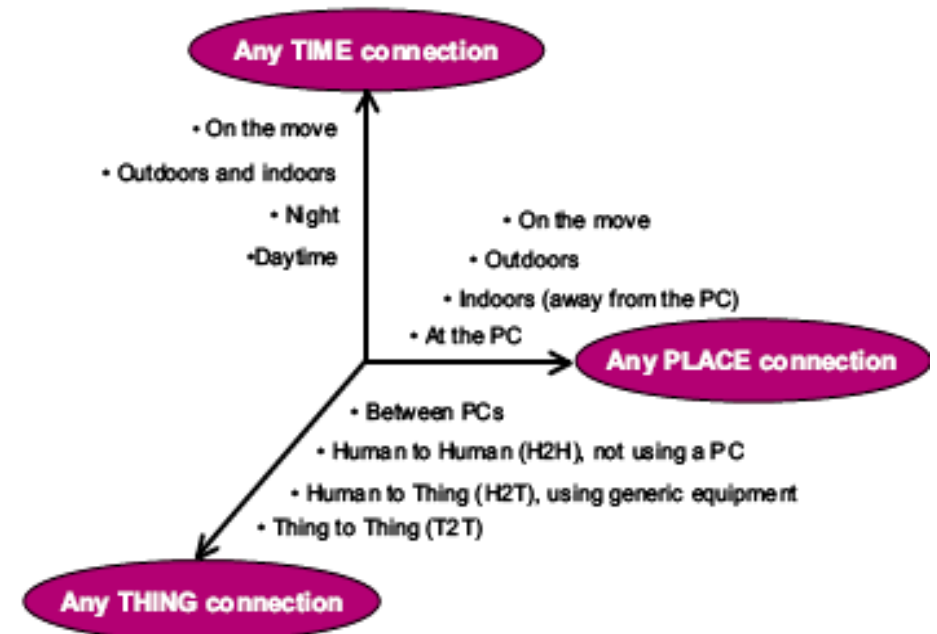 Any TIME connection
• On the move
• Outdoors and indoors
• Night
•Daytime
• On the move
• Outdoors
• Indoors (away from the PC)
• At the PC
Any PLACE connection
• Between PCs
• Human to Human (H2H), not using a PC
• Human to Thing (H2T), using generic equipment
• Thing to Thing (T2T)
Any THING connection